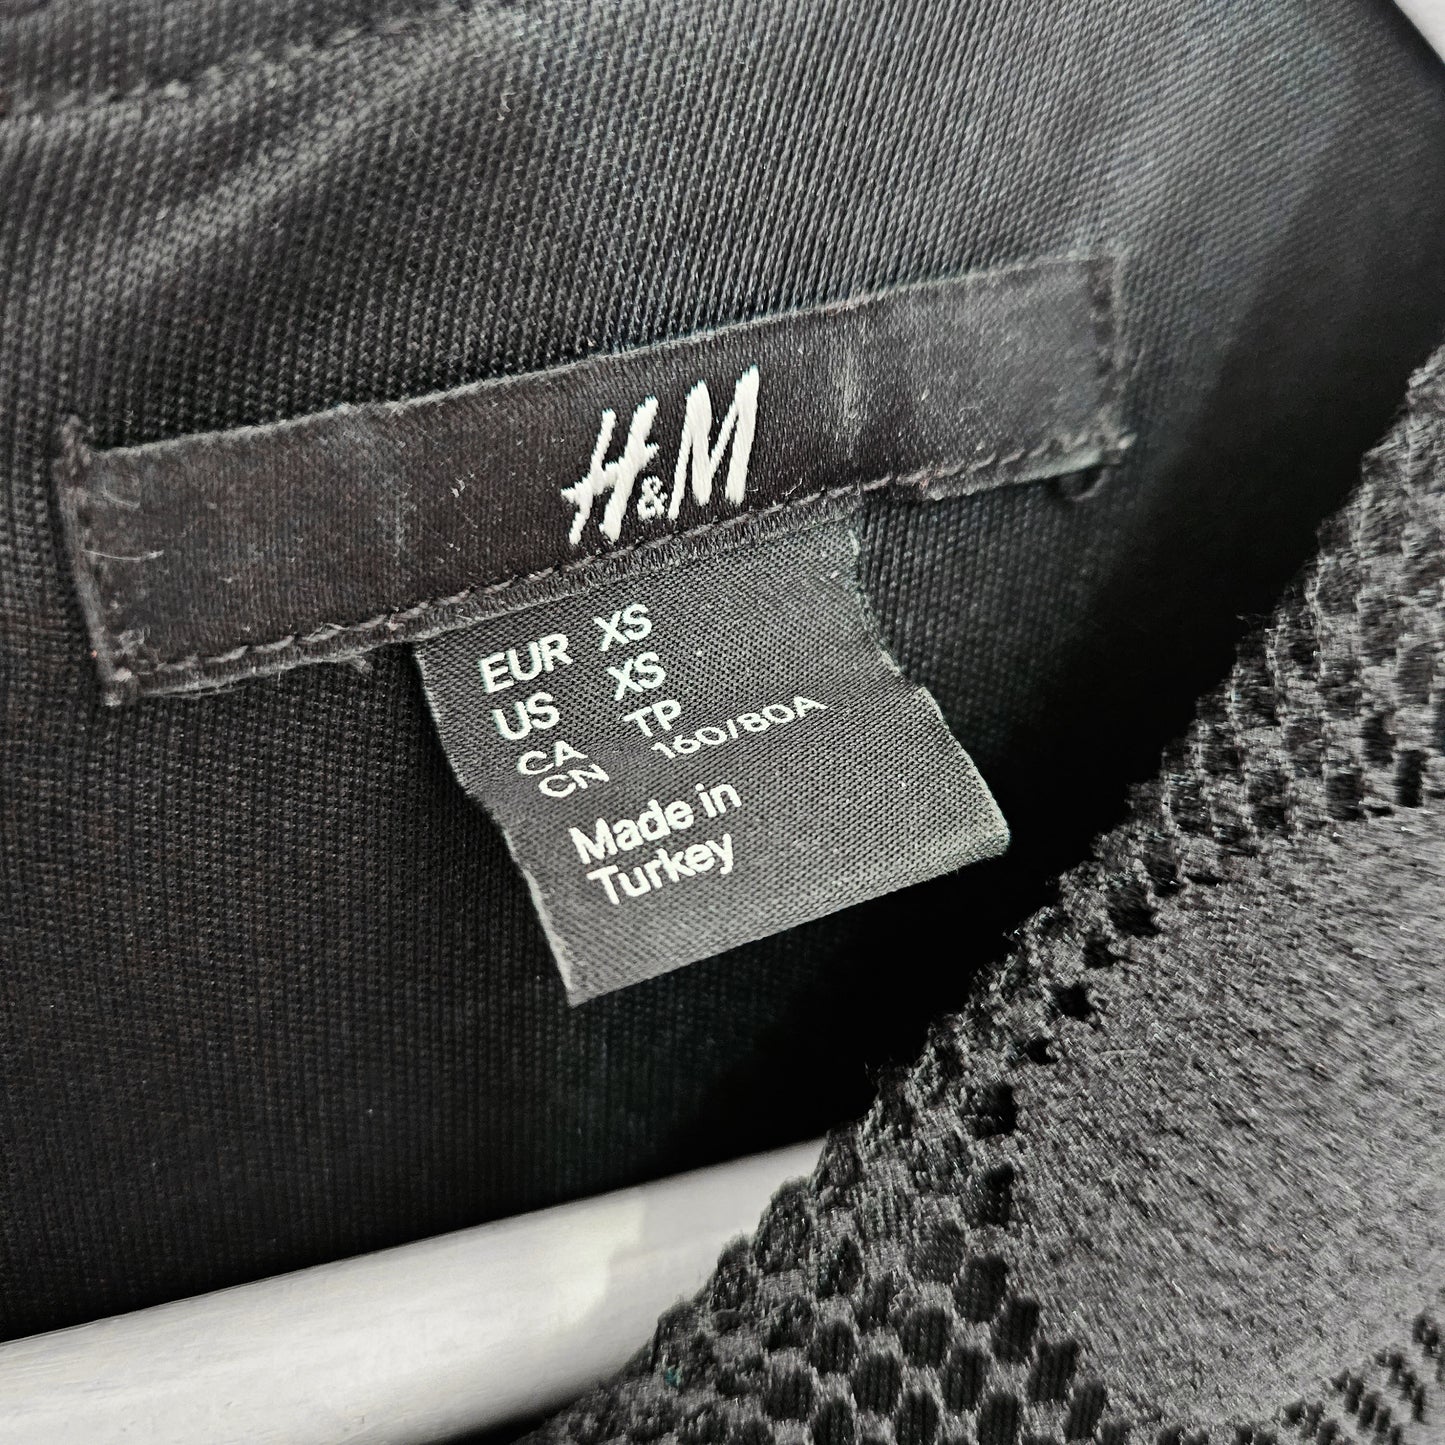 H&M
EUR XS
US XS
CA TP
CN 160/80A
Made in
Turkey